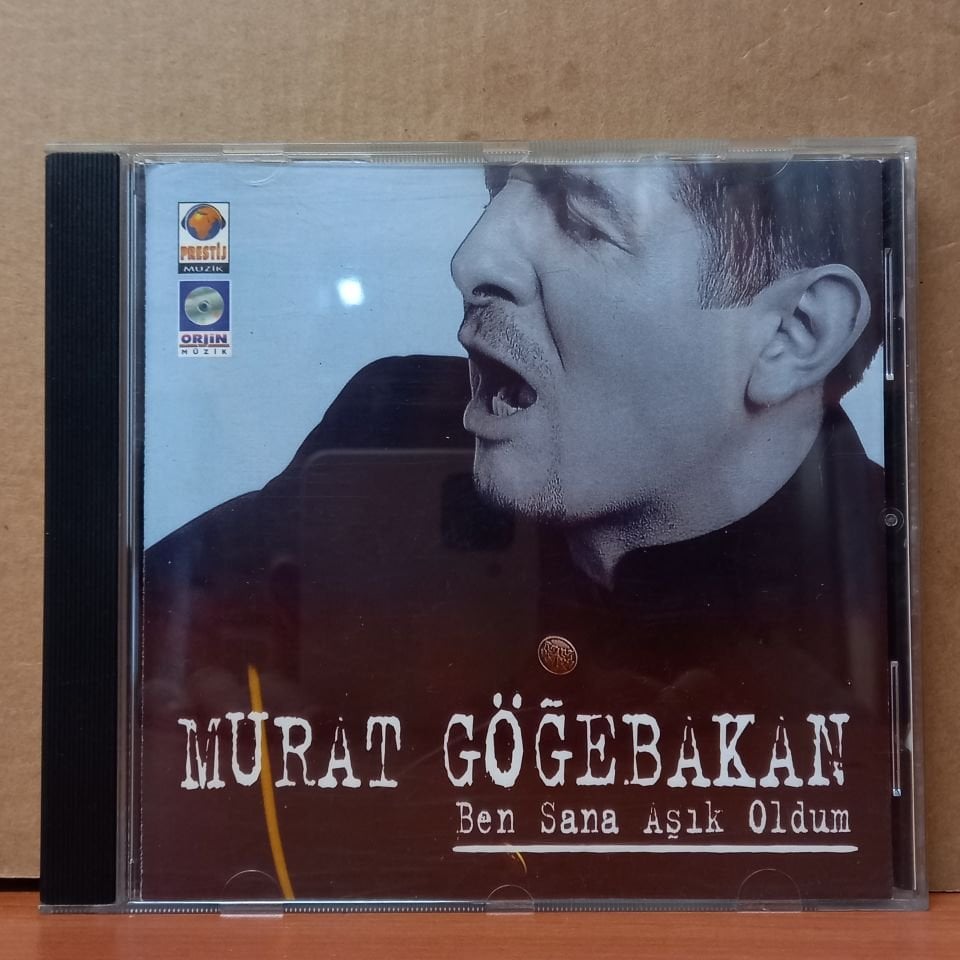 PRESTİJ
MÜZİK
ORJİN
MÜZİK
MURAT GÖĞEBAKAN
Ben Sana Aşık Oldum